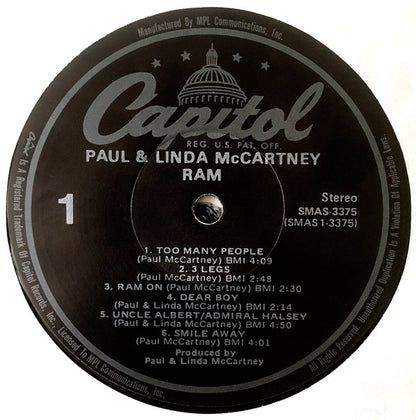 Manufactured By MPL Communications, Inc.
Capitol
REG. U.S. PAT. OFF.
PAUL & LINDA McCARTNEY
RAM
1
Stereo
SMAS-3375
(SMAS 1-3375)
1. TOO MANY PEOPLE
(Paul McCartney) BMI 4:09
2. 3 LEGS
(Paul McCartney) BMI 2:48
3. RAM ON (Paul McCartney) BMI 2:30
4. DEAR BOY
(Paul & Linda McCartney) BMI 2:14
5. UNCLE ALBERT/ADMIRAL HALSEY
(Paul & Linda McCartney) BMI 4:50
6. SMILE AWAY
(Paul McCartney) BMI 4:01
Produced by
Paul & Linda McCartney
Capitol Is A Registered Trademark Of Capitol Records, Inc., Licensed To MPL Communications, Inc.
Unauthorized Duplication Is A Violation Of Applicable Laws.